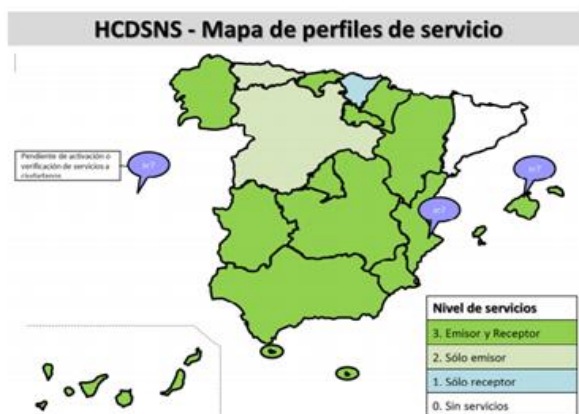 HCDSNS - Mapa de perfiles de servicio
Pendiente de activación o
verificación de servicios a
ciudadanos
Nivel de servicios
3. Emisor y Receptor
2. Sólo emisor
1. Sólo receptor
0. Sin servicios